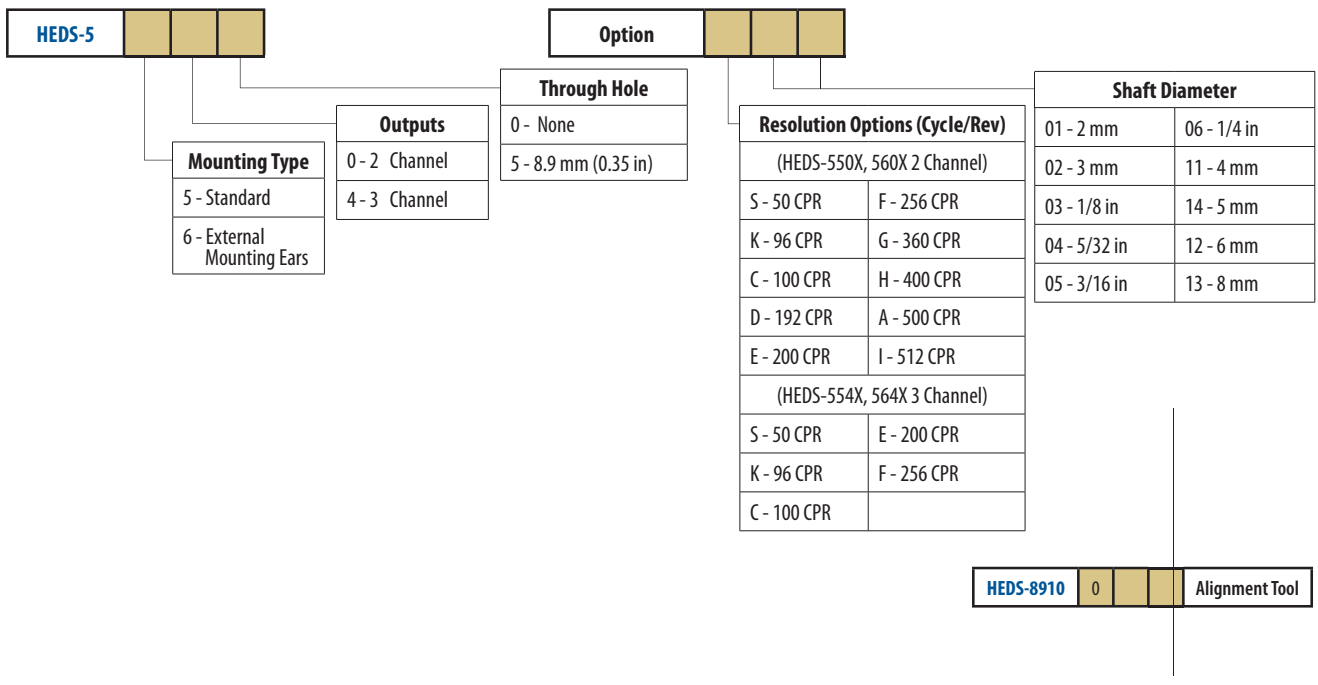 HEDS-5
Option
Through Hole
0 - None
5 - 8.9 mm (0.35 in)
Outputs
0 - 2 Channel
4 - 3 Channel
Mounting Type
5 - Standard
6 - External
Mounting Ears
Resolution Options (Cycle/Rev)
(HEDS-550X, 560X 2 Channel)
S - 50 CPR F - 256 CPR
K - 96 CPR G - 360 CPR
C - 100 CPR H - 400 CPR
D - 192 CPR A - 500 CPR
E - 200 CPR I - 512 CPR
(HEDS-554X, 564X 3 Channel)
S - 50 CPR E - 200 CPR
K - 96 CPR F - 256 CPR
C - 100 CPR
Shaft Diameter
01 - 2 mm 06 - 1/4 in
02 - 3 mm 11 - 4 mm
03 - 1/8 in 14 - 5 mm
04 - 5/32 in 12 - 6 mm
05 - 3/16 in 13 - 8 mm
HEDS-8910 0 Alignment Tool